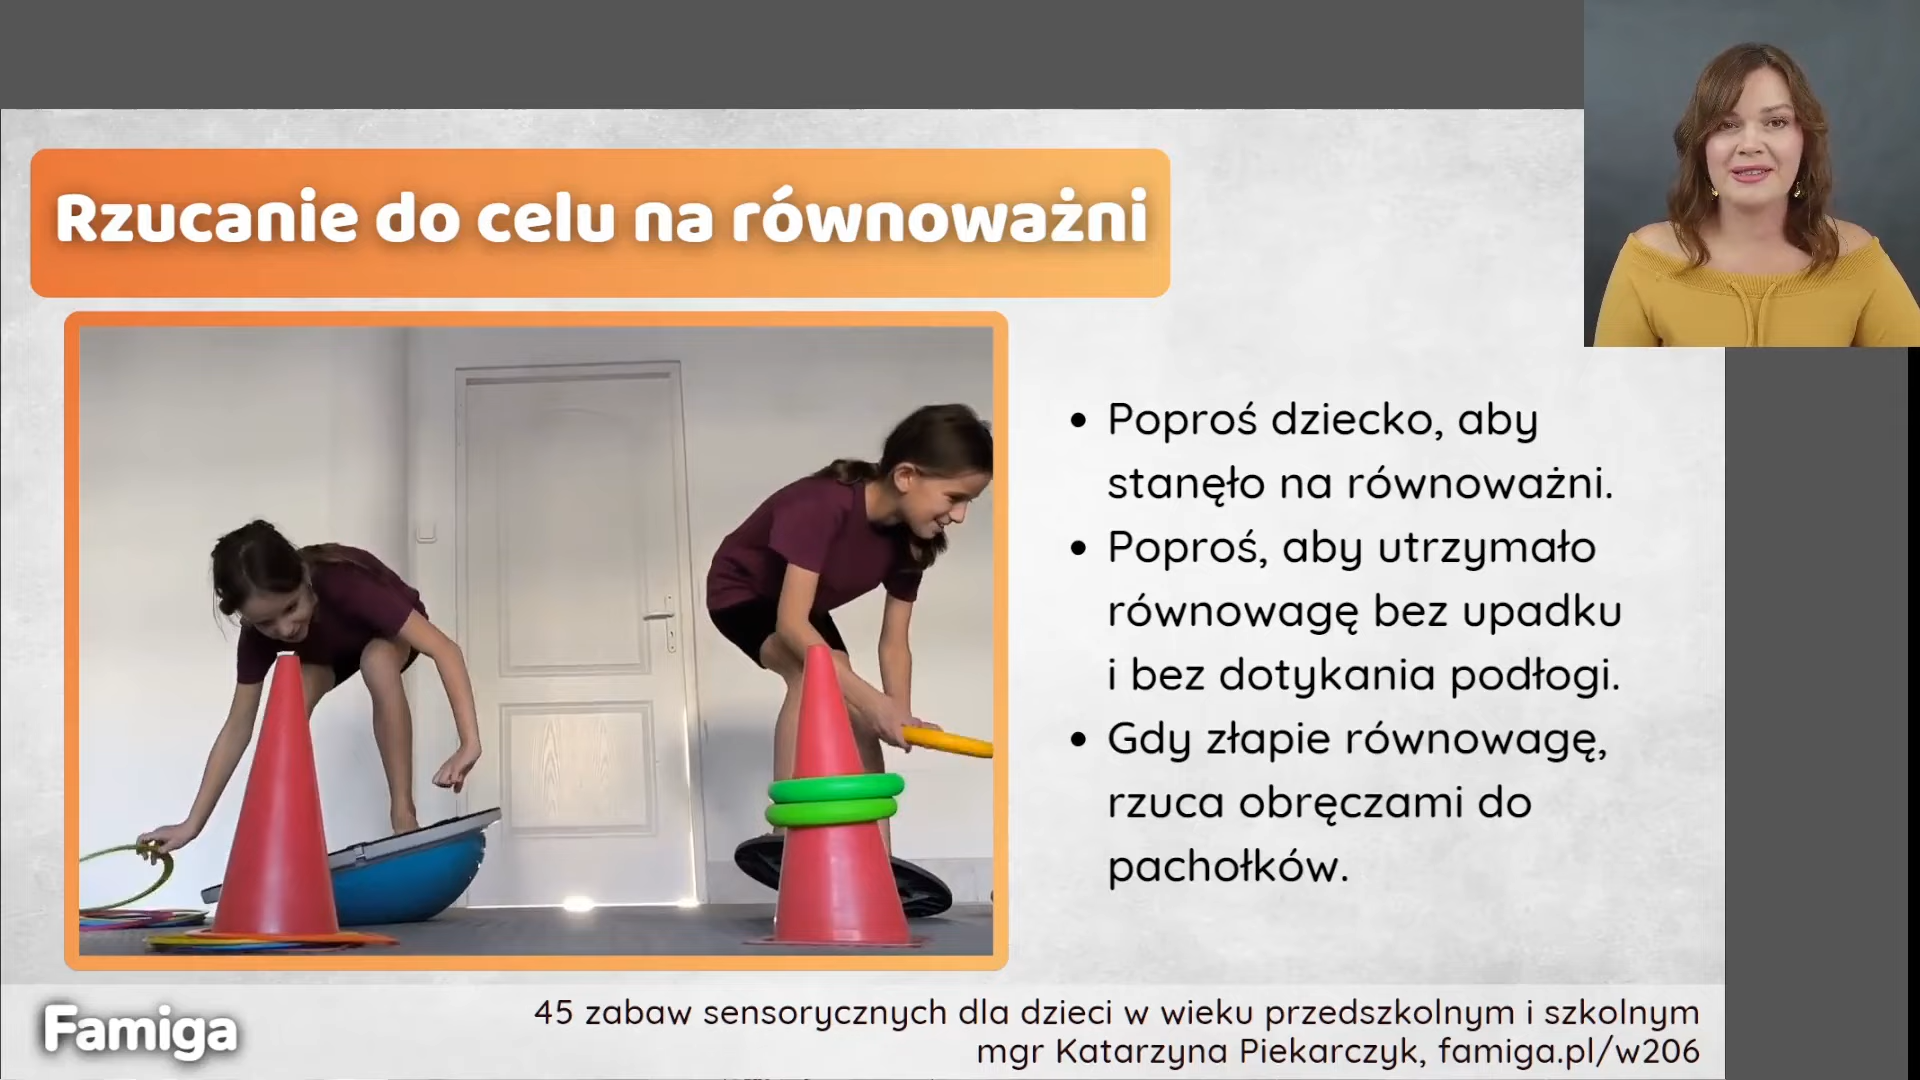 Rzucanie do celu na równoważni
• Poproś dziecko, aby
stanęło na równoważni.
• Poproś, aby utrzymało
równowagę bez upadku
i bez dotykania podłogi.
• Gdy złapie równowagę,
rzuca obręczami do
pachołków.
Famiga
45 zabaw sensorycznych dla dzieci w wieku przedszkolnym i szkolnym
mgr Katarzyna Piekarczyk, famiga.pl/w206